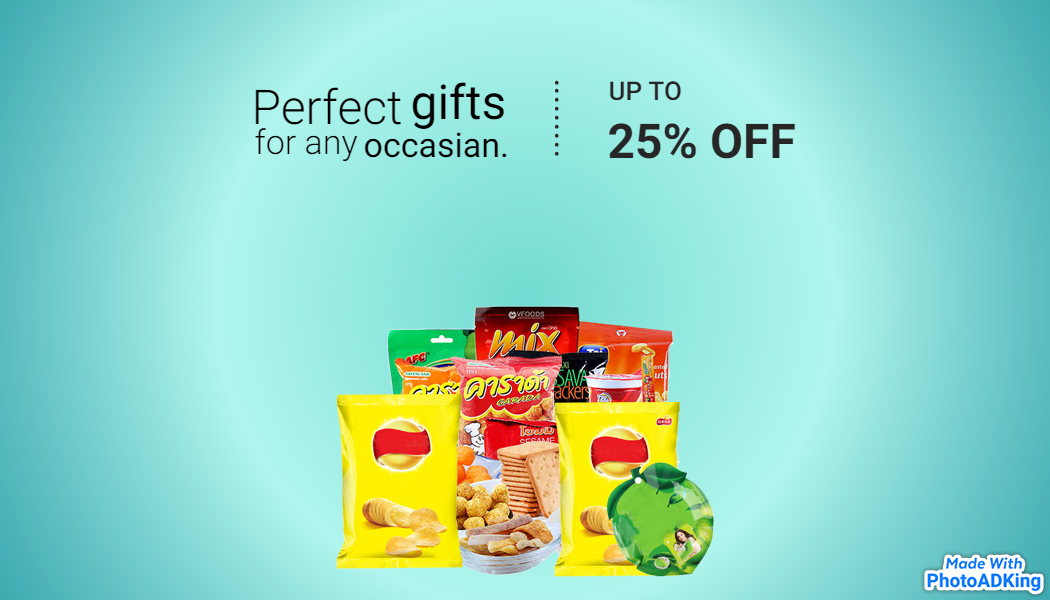 Perfect gifts
for any occasian.
UP TO
25% OFF
VFOODS
mix
AFC
คาราด้า
CARADA
SESAME
Made With
PhotoADKing